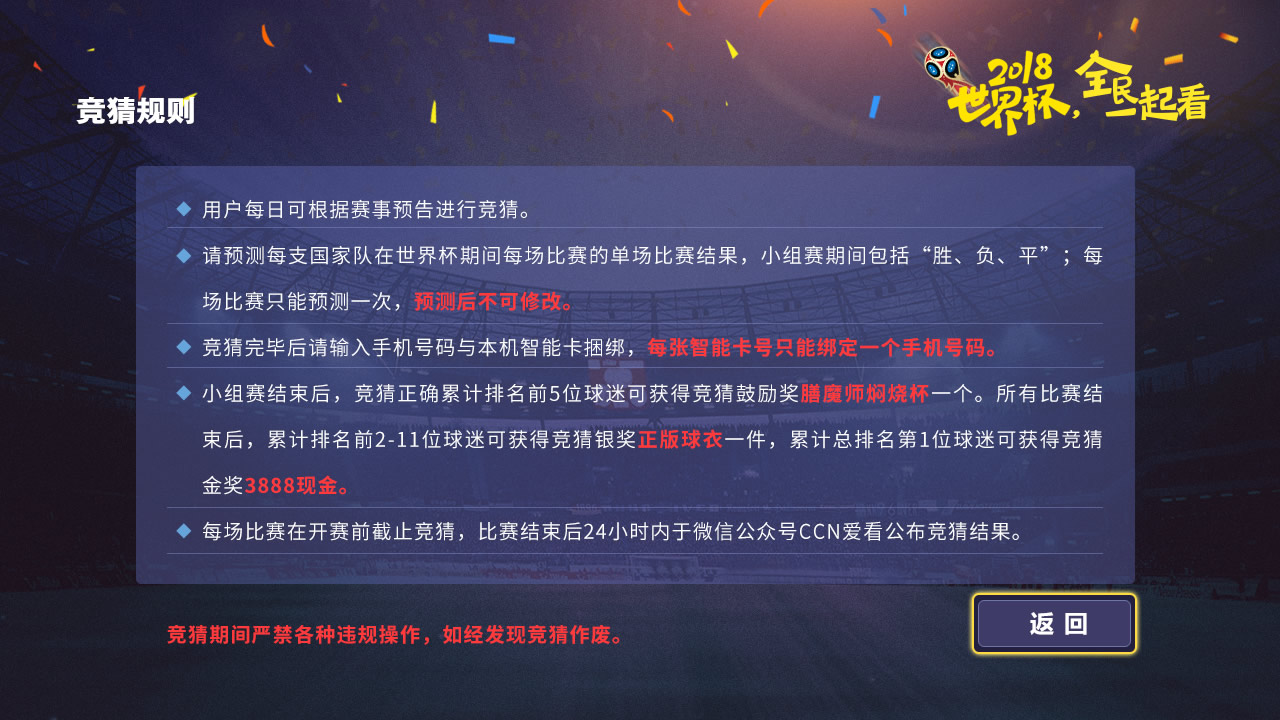 2018
世界杯，全民一起看
竞猜规则
用户每日可根据赛事预告进行竞猜。
请预测每支国家队在世界杯期间每场比赛的单场比赛结果，小组赛期间包括“胜、负、平”；每
场比赛只能预测一次，预测后不可修改。
竞猜完毕后请输入手机号码与本机智能卡捆绑，每张智能卡号只能绑定一个手机号码。
小组赛结束后，竞猜正确累计排名前5位球迷可获得竞猜鼓励奖膳魔师焖烧杯一个。所有比赛结
束后，累计排名前2-11位球迷可获得竞猜银奖正版球衣一件，累计总排名第1位球迷可获得竞猜
金奖3888现金。
每场比赛在开赛前截止竞猜，比赛结束后24小时内于微信公众号CCN爱看公布竞猜结果。
竞猜期间严禁各种违规操作，如经发现竞猜作废。
返回